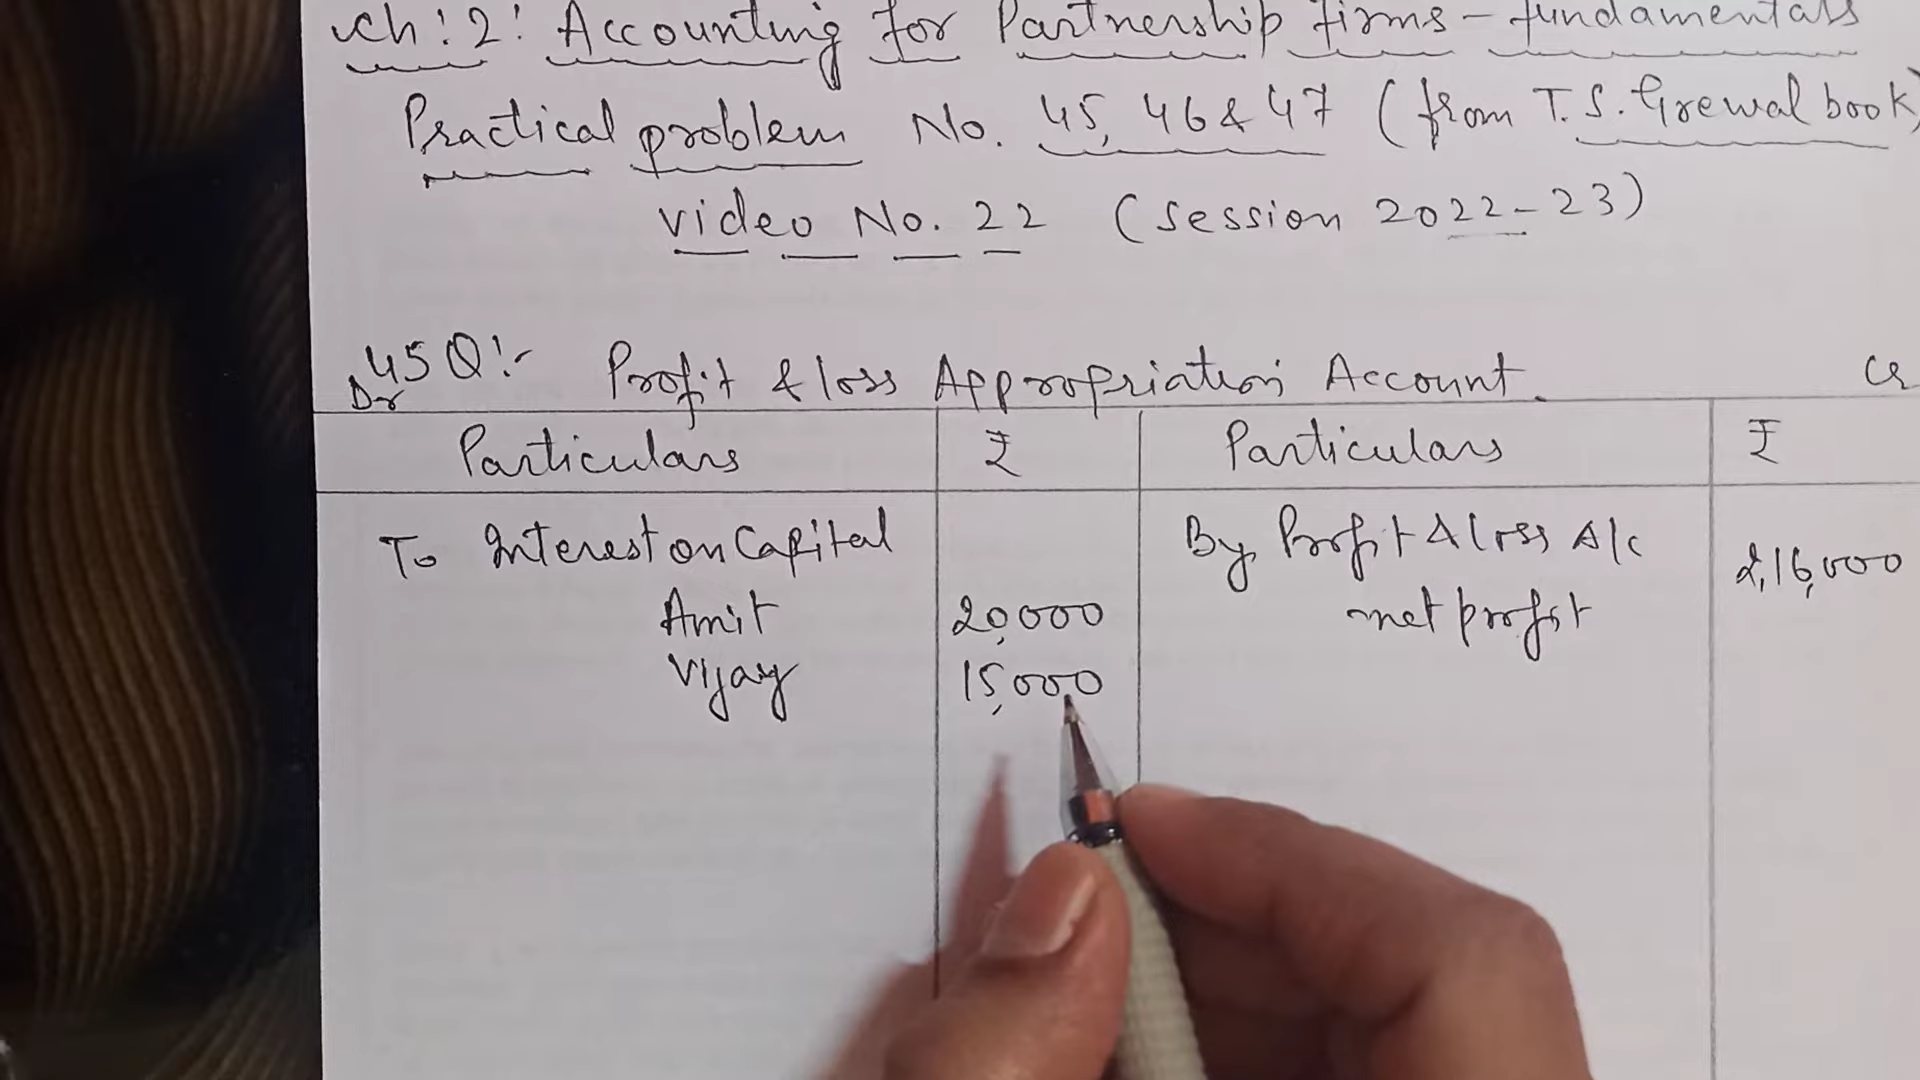 Ch! 2! Accounting for Partnership firms - fundamentals
Practical problem No. 45, 46 & 47 (from T.S. Grewal book)
Video No. 22 (Session 2022-23)
45 Q!- Profit & loss Appropriation Account.
Dr Cr
Particulars ₹ Particulars ₹
To Interest on Capital By Profit & Loss A/c 2,16,000
Amit 20,000 net profit
Vijay 15,000